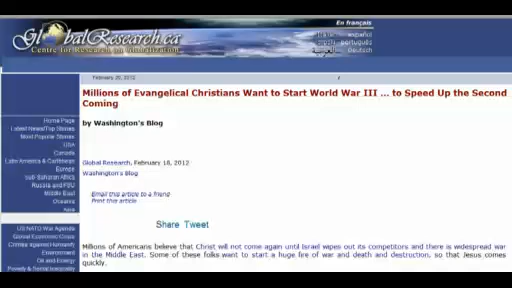 En français
GlobalResearch.ca
Centre for Research on Globalization
português
Deutsch
February 20, 2012
Millions of Evangelical Christians Want to Start World War III ... to Speed Up the Second
Coming
by Washington's Blog
Home Page
Latest News/Top Stories
Most Popular Stories
USA
Canada
Latin America & Caribbean
Europe
sub-Saharan Africa
Russia and FSU
Middle East
Oceania
Asia
Global Research, February 18, 2012
Washington's Blog
Email this article to a friend
Print this article
Share Tweet
US NATO War Agenda
Global Economic Crisis
Crimes against Humanity
Environment
Oil and Energy
Poverty & Social Inequality
Millions of Americans believe that Christ will not come again until Israel wipes out its competitors and there is widespread war
in the Middle East. Some of these folks want to start a huge fire of war and death and destruction, so that Jesus comes
quickly.